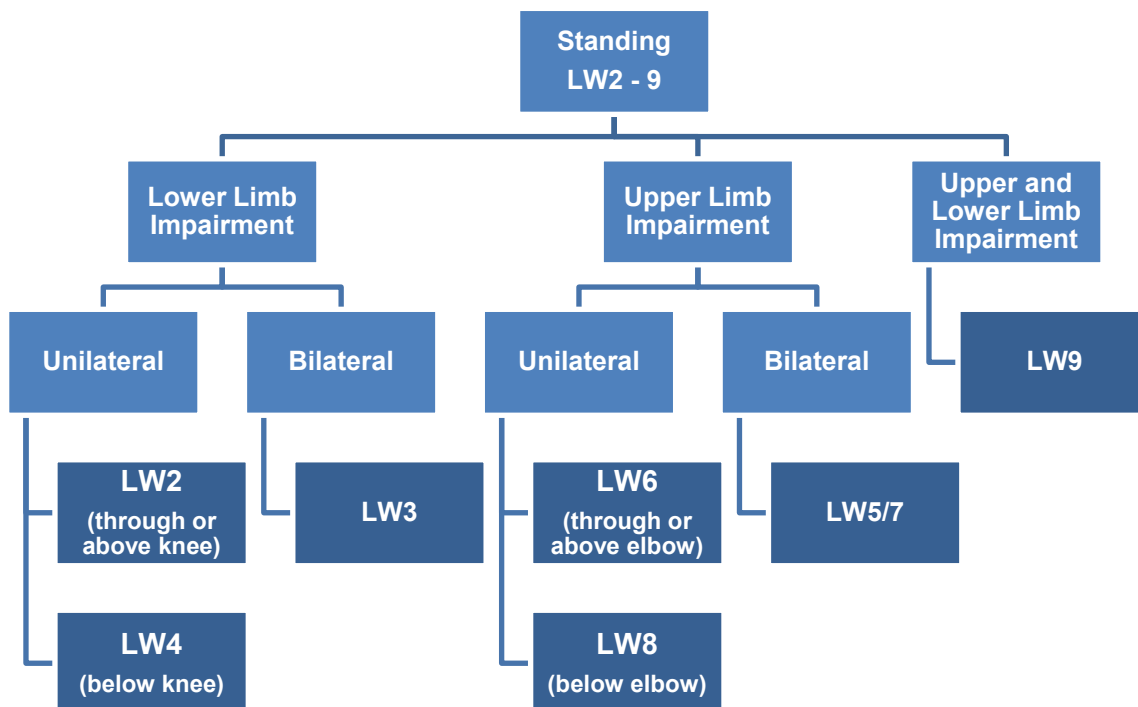 Standing
LW2 - 9
Lower Limb
Impairment
Upper Limb
Impairment
Upper and
Lower Limb
Impairment
Unilateral
Bilateral
Unilateral
Bilateral
LW9
LW2
(through or
above knee)
LW3
LW6
(through or
above elbow)
LW5/7
LW4
(below knee)
LW8
(below elbow)